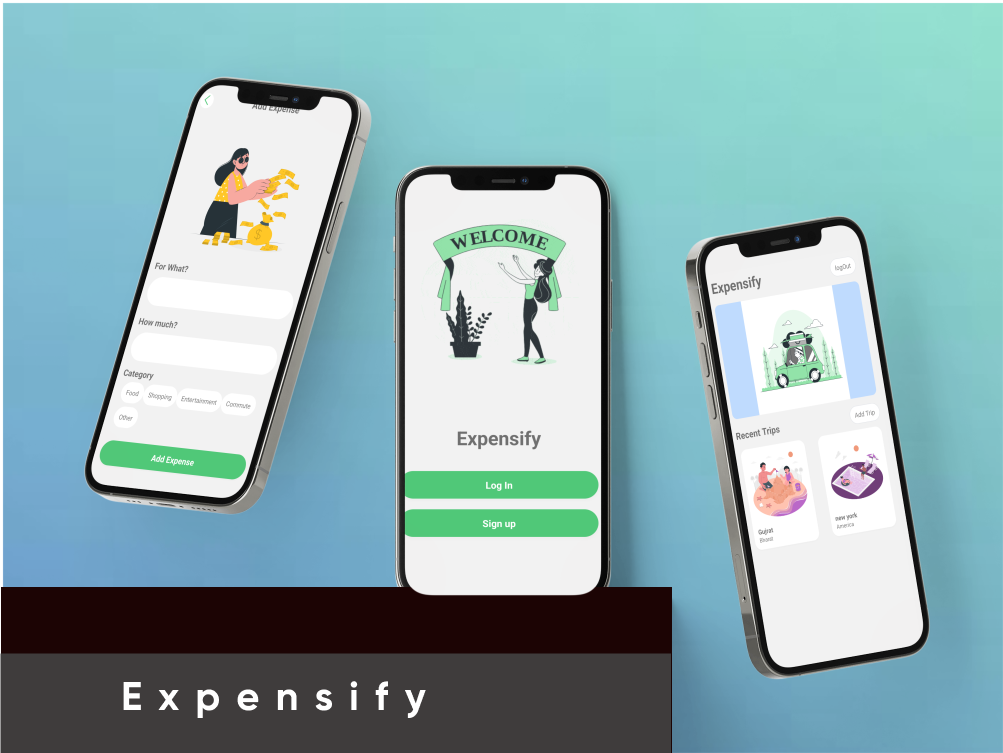 Add Expense
For What?
How much?
Category
Food Shopping Entertainment Commute
Other
Add Expense
WELCOME
Expensify
Log In
Sign up
Expensify
logOut
Add Trip
Recent Trips
Gujrat
Bharat
new york
America
Expensify